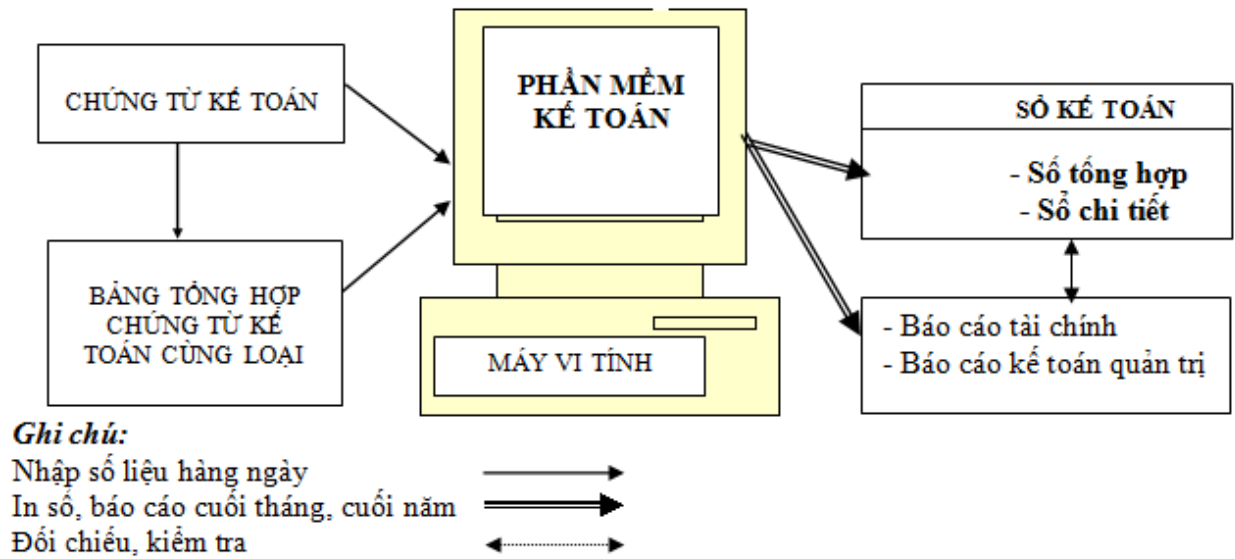 CHỨNG TỪ KẾ TOÁN
BẢNG TỔNG HỢP
CHỨNG TỪ KẾ
TOÁN CÙNG LOẠI
PHẦN MỀM
KẾ TOÁN
MÁY VI TÍNH
SỔ KẾ TOÁN
- Sổ tổng hợp
- Sổ chi tiết
- Báo cáo tài chính
- Báo cáo kế toán quản trị
Ghi chú:
Nhập số liệu hàng ngày
In sổ, báo cáo cuối tháng, cuối năm
Đối chiếu, kiểm tra